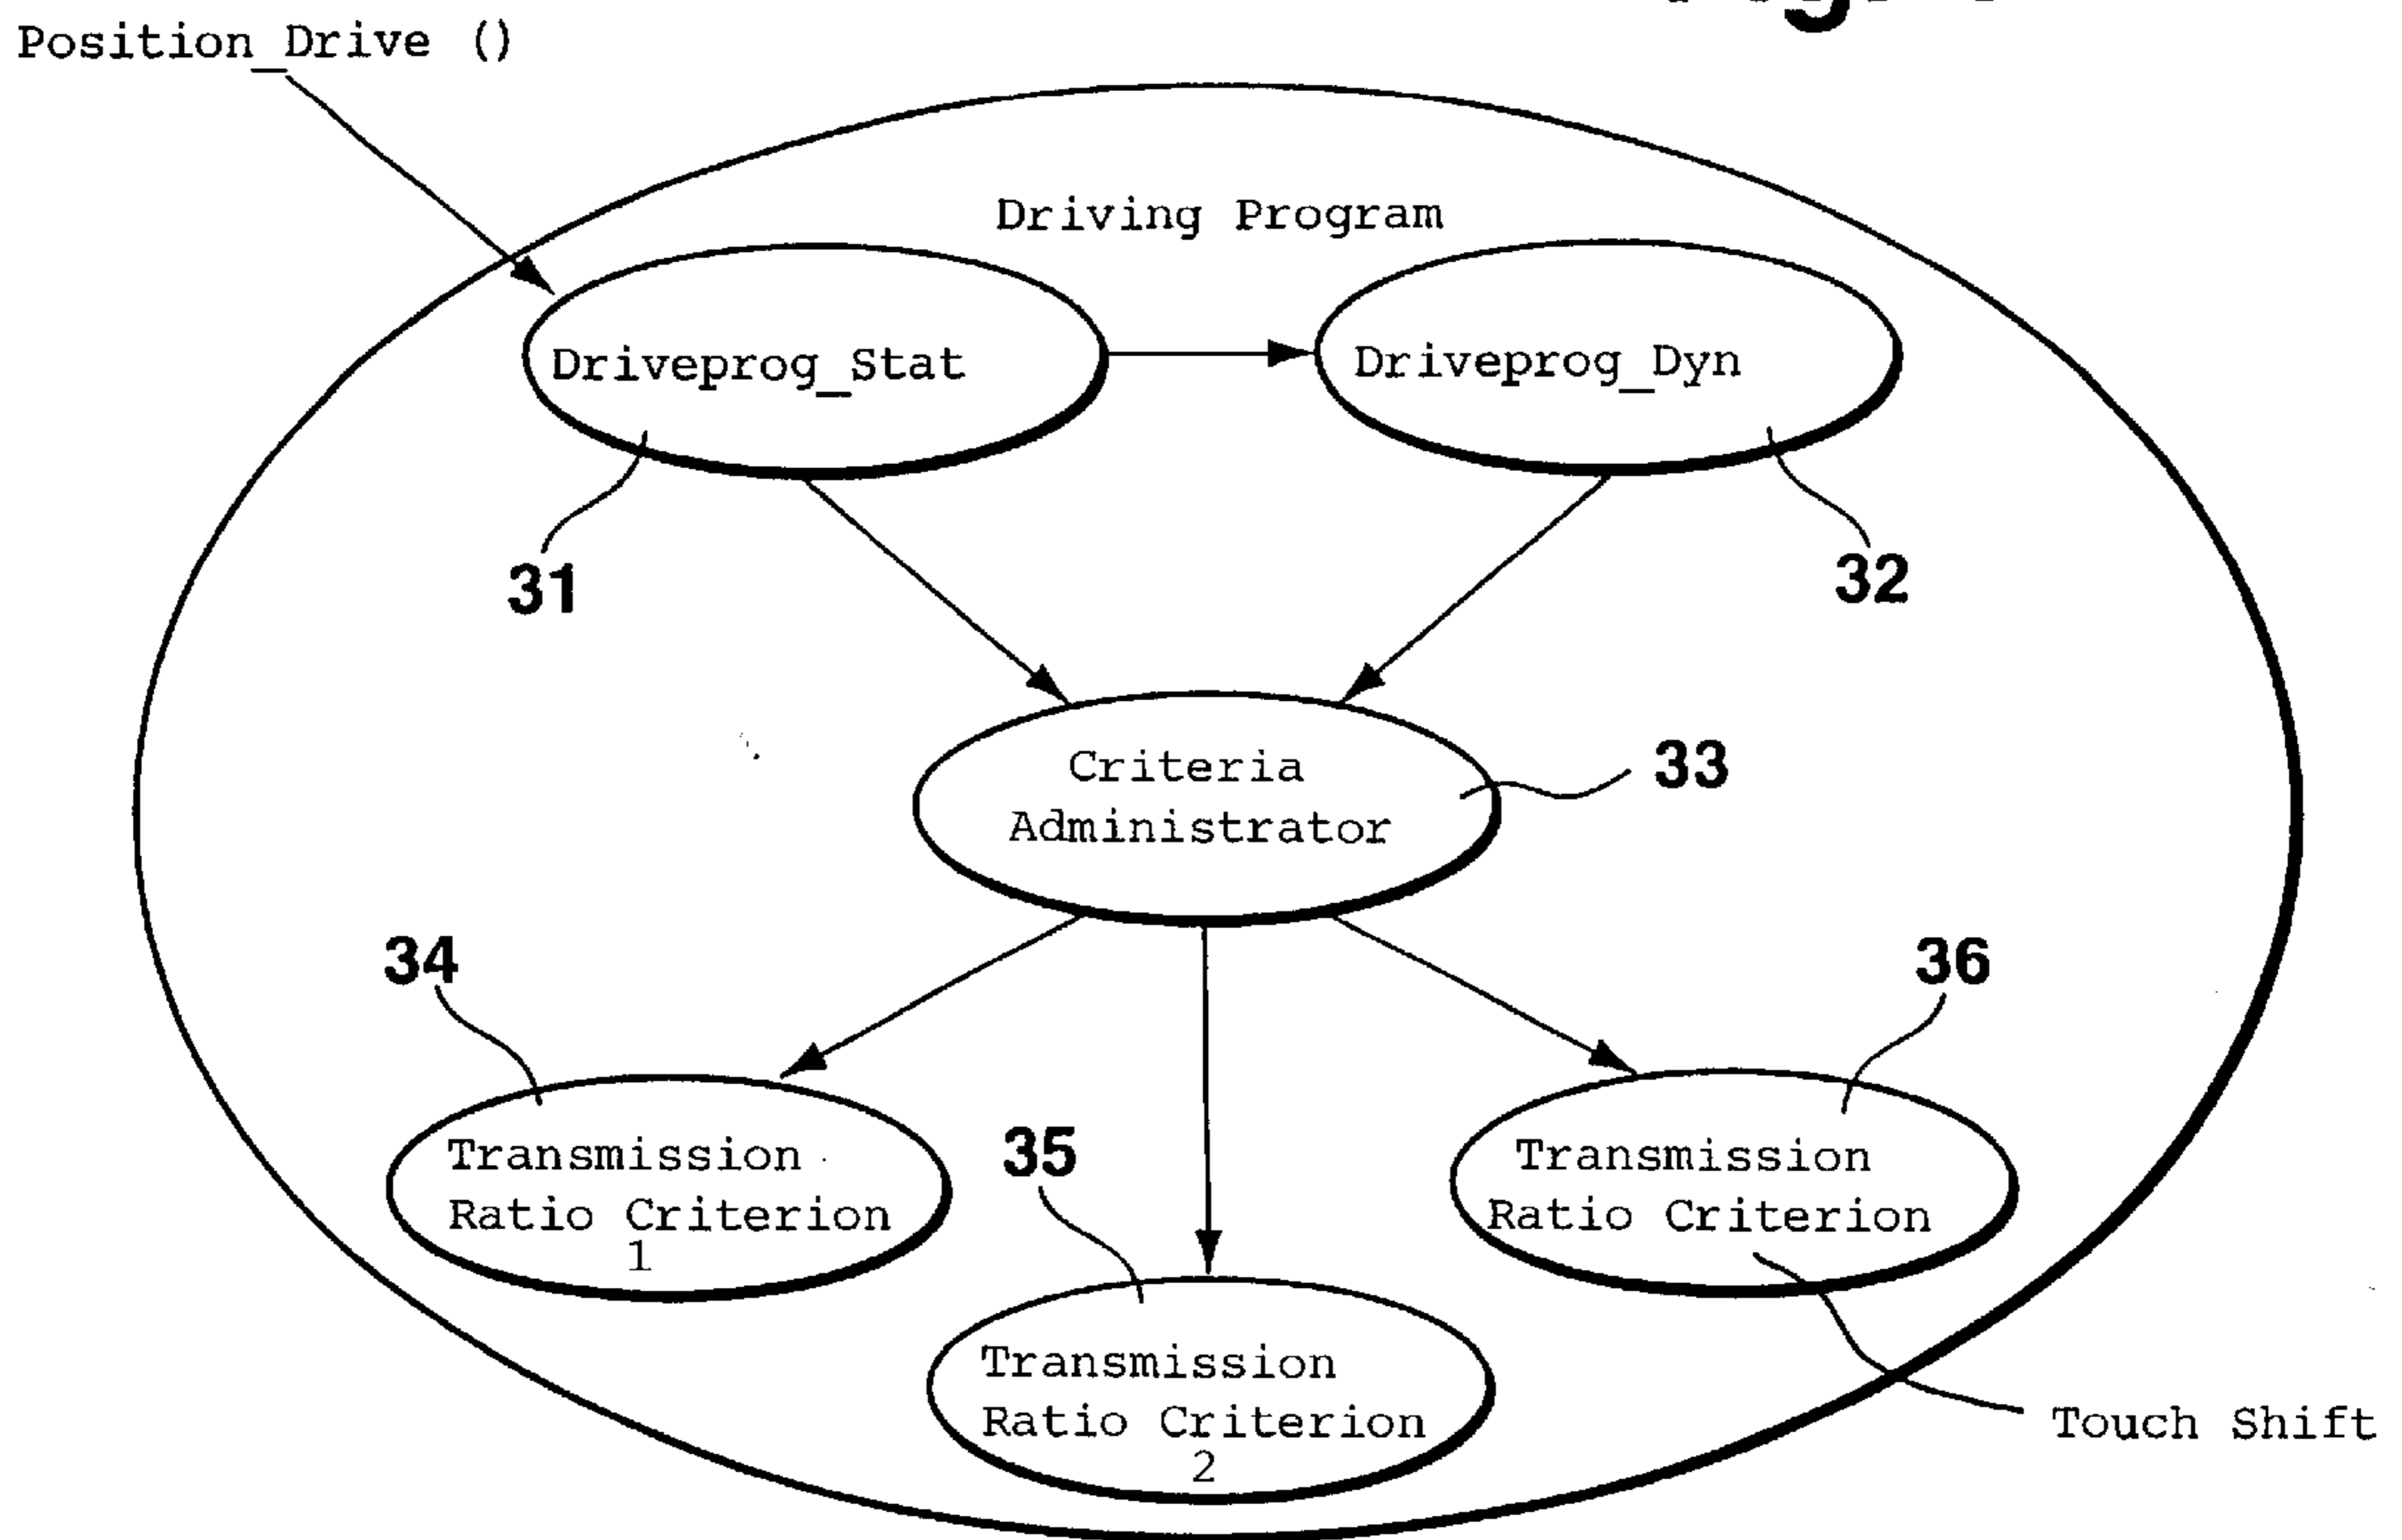 Position_Drive ()
Driving Program
Driveprog_Stat
Driveprog_Dyn
31
32
Criteria
Administrator
33
34
36
Transmission
Ratio Criterion
1
35
Transmission
Ratio Criterion
Transmission
Ratio Criterion
2
Touch Shift